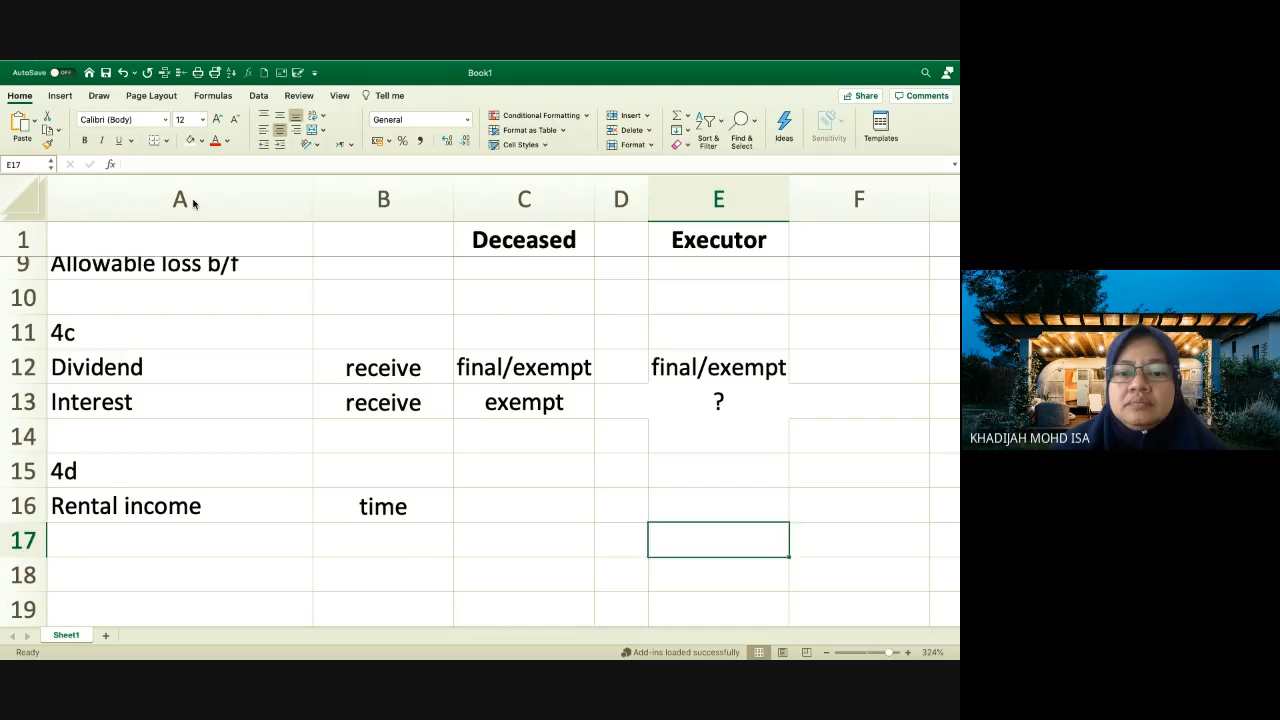 AutoSave OFF Book1
Home Insert Draw Page Layout Formulas Data Review View Tell me Share Comments
Paste Calibri (Body) 12 A A General Conditional Formatting Format as Table Cell Styles Insert Delete Format Sort & Filter Find & Select Ideas Sensitivity Templates
B I U A %
E17 fx
A B C D E F
1 Deceased Executor
9 Allowable loss b/f
10
11 4c
12 Dividend receive final/exempt final/exempt
13 Interest receive exempt ?
14
15 4d
16 Rental income time
17
18
19
KHADIJAH MOHD ISA
Sheet1 +
Ready Add-ins loaded successfully 324%